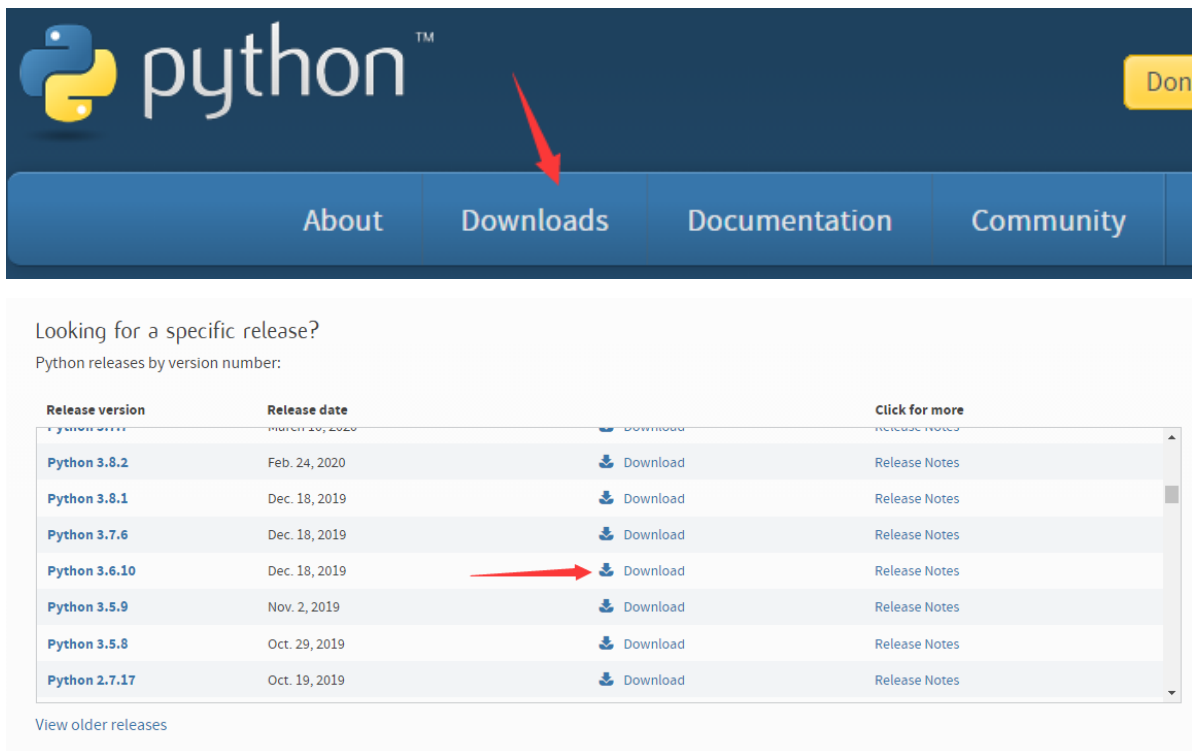 python™
Don
About Downloads Documentation Community
Looking for a specific release?
Python releases by version number:
Release version Release date Click for more
Python 3.8.2 Feb. 24, 2020 Download Release Notes
Python 3.8.1 Dec. 18, 2019 Download Release Notes
Python 3.7.6 Dec. 18, 2019 Download Release Notes
Python 3.6.10 Dec. 18, 2019 Download Release Notes
Python 3.5.9 Nov. 2, 2019 Download Release Notes
Python 3.5.8 Oct. 29, 2019 Download Release Notes
Python 2.7.17 Oct. 19, 2019 Download Release Notes
View older releases